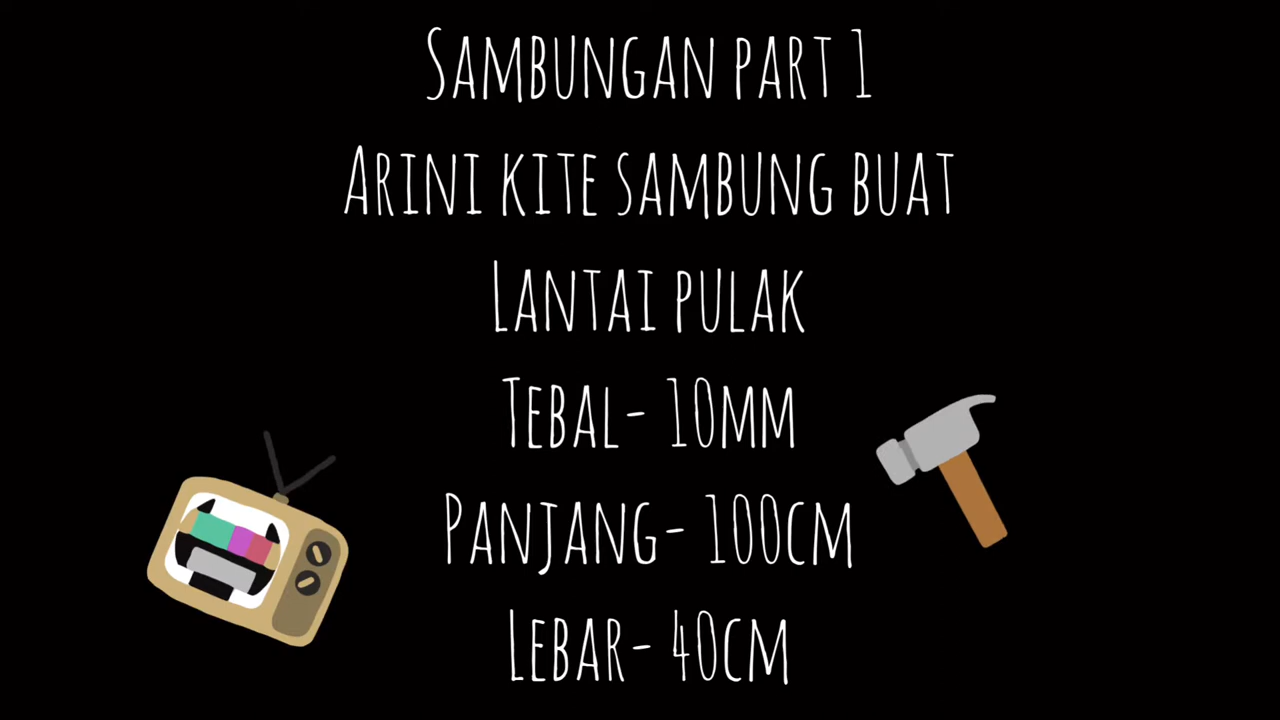 Sambungan part 1
Arini kite sambung buat
Lantai pulak
Tebal- 10mm
Panjang- 100cm
Lebar- 40cm